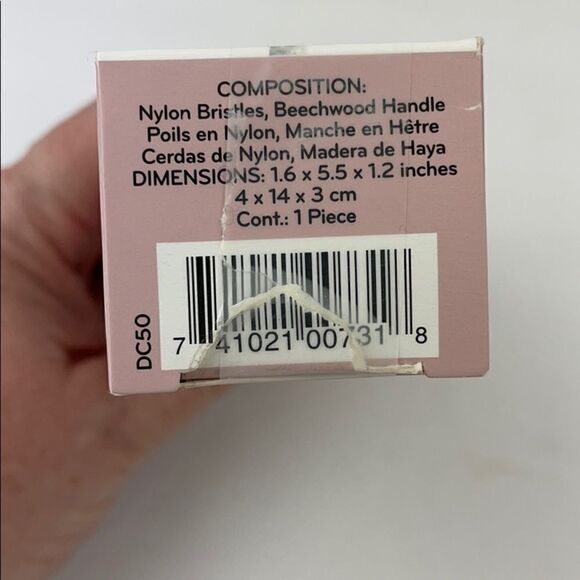 COMPOSITION:
Nylon Bristles, Beechwood Handle
Poils en Nylon, Manche en Hêtre
Cerdas de Nylon, Madera de Haya
DIMENSIONS: 1.6 x 5.5 x 1.2 inches
4 x 14 x 3 cm
Cont.: 1 Piece
DC50
7 41021 00731 8